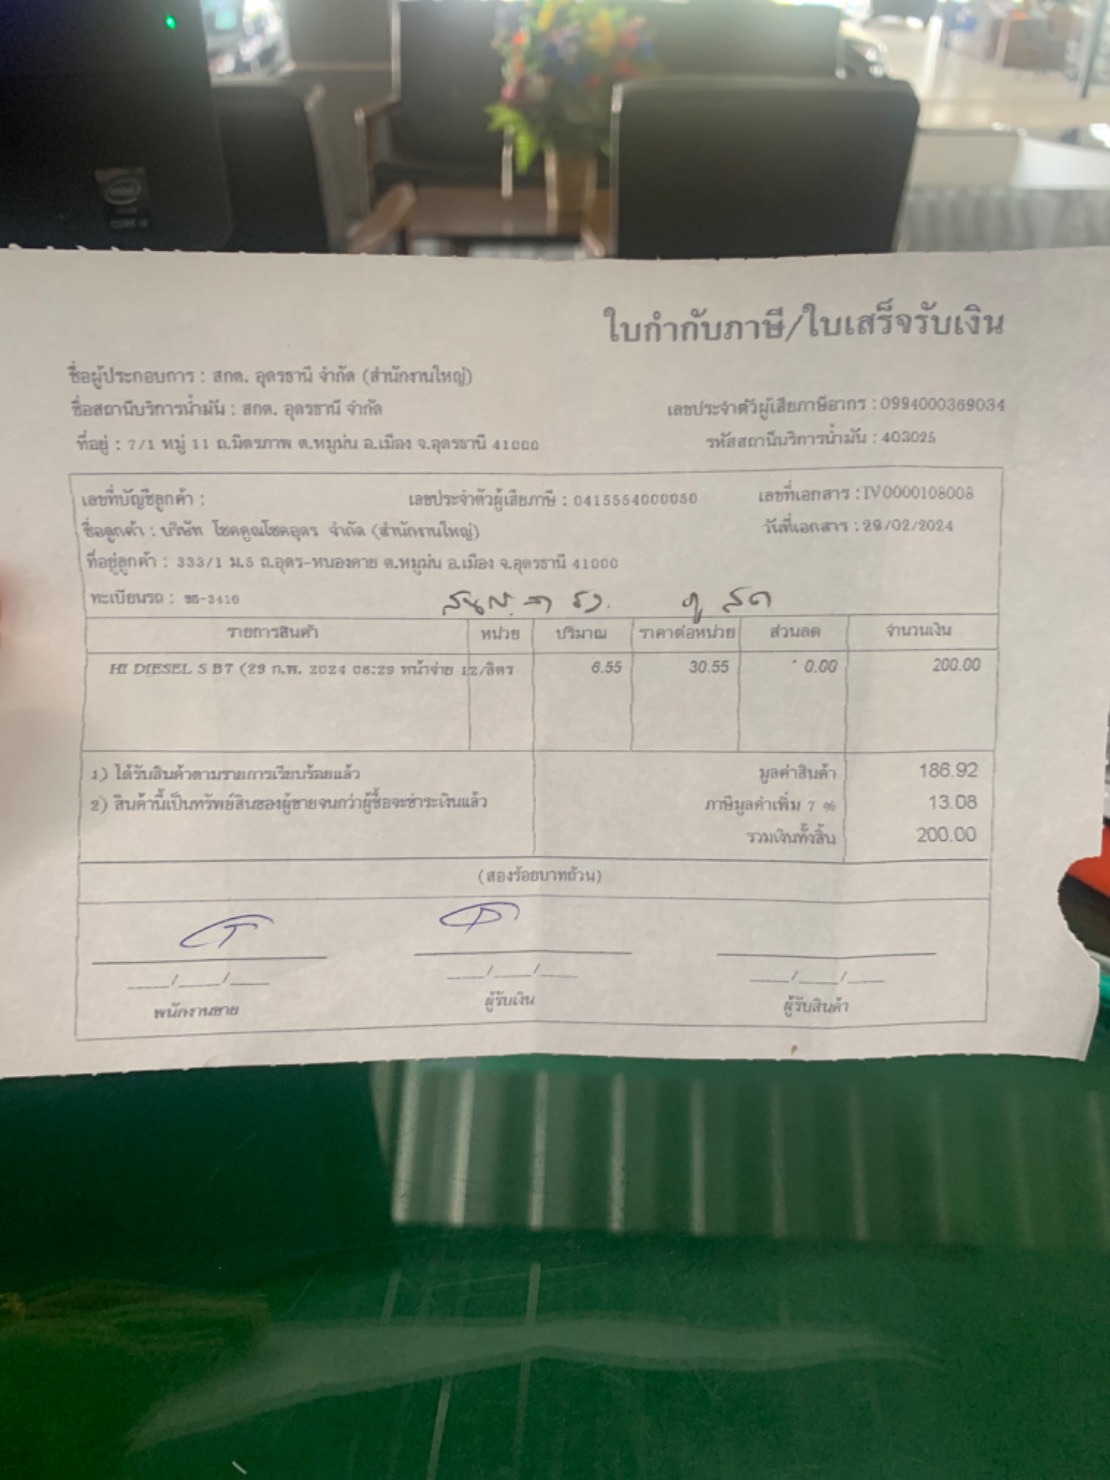 intel
ใบกำกับภาษี/ใบเสร็จรับเงิน
ชื่อผู้ประกอบการ : สกต. อุดรธานี จำกัด (สำนักงานใหญ่)
ชื่อสถานีบริการน้ำมัน : สกต. อุดรธานี จำกัด เลขประจำตัวผู้เสียภาษีอากร : 0994000369034
ที่อยู่ : 7/1 หมู่ 11 ถ.มิตรภาพ ต.หมูม่น อ.เมือง จ.อุดรธานี 41000 รหัสสถานีบริการน้ำมัน : 403025
เลขที่บัญชีลูกค้า : เลขประจำตัวผู้เสียภาษี : 0415554000050 เลขที่เอกสาร : IV0000108008
ชื่อลูกค้า : บริษัท โชคคูณโชคอุดร จำกัด (สำนักงานใหญ่) วันที่เอกสาร : 29/02/2024
ที่อยู่ลูกค้า : 333/1 ม.5 ถ.อุดร-หนองคาย ต.หมูม่น อ.เมือง จ.อุดรธานี 41000
ทะเบียนรถ :
รายการสินค้า หน่วย ปริมาณ ราคาต่อหน่วย ส่วนลด จำนวนเงิน
HI DIESEL S B7 (29 ก.พ. 2024 08:29 หน้าจ่าย 12/ลิตร 6.55 30.55 0.00 200.00
1) ได้รับสินค้าตามรายการเรียบร้อยแล้ว มูลค่าสินค้า 186.92
2) สินค้านี้เป็นทรัพย์สินของผู้ขายจนกว่าผู้ซื้อจะชำระเงินแล้ว ภาษีมูลค่าเพิ่ม 7 % 13.08
รวมเงินทั้งสิ้น 200.00
(สองร้อยบาทถ้วน)
___/___/___ ___/___/___ ___/___/___
พนักงานขาย ผู้รับเงิน ผู้รับสินค้า